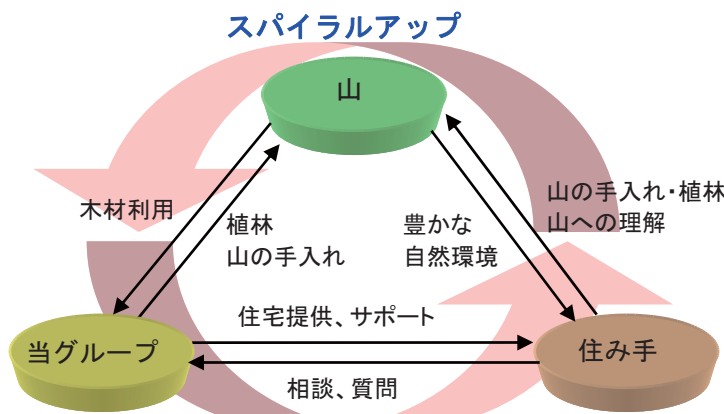 スパイラルアップ
山
木材利用
植林
山の手入れ
豊かな
自然環境
山の手入れ・植林
山への理解
住宅提供、サポート
当グループ
住み手
相談、質問